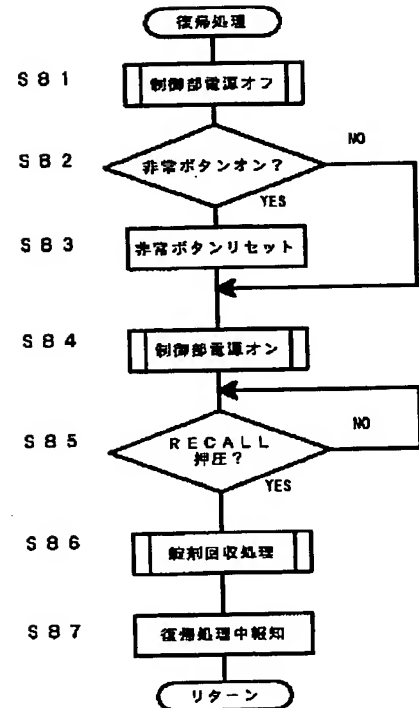 復帰処理
S81
制御部電源オフ
S82
非常ボタンオン?
NO
YES
S83
非常ボタンリセット
S84
制御部電源オン
S85
RECALL
押圧?
NO
YES
S86
錠剤回収処理
S87
復帰処理中報知
リターン